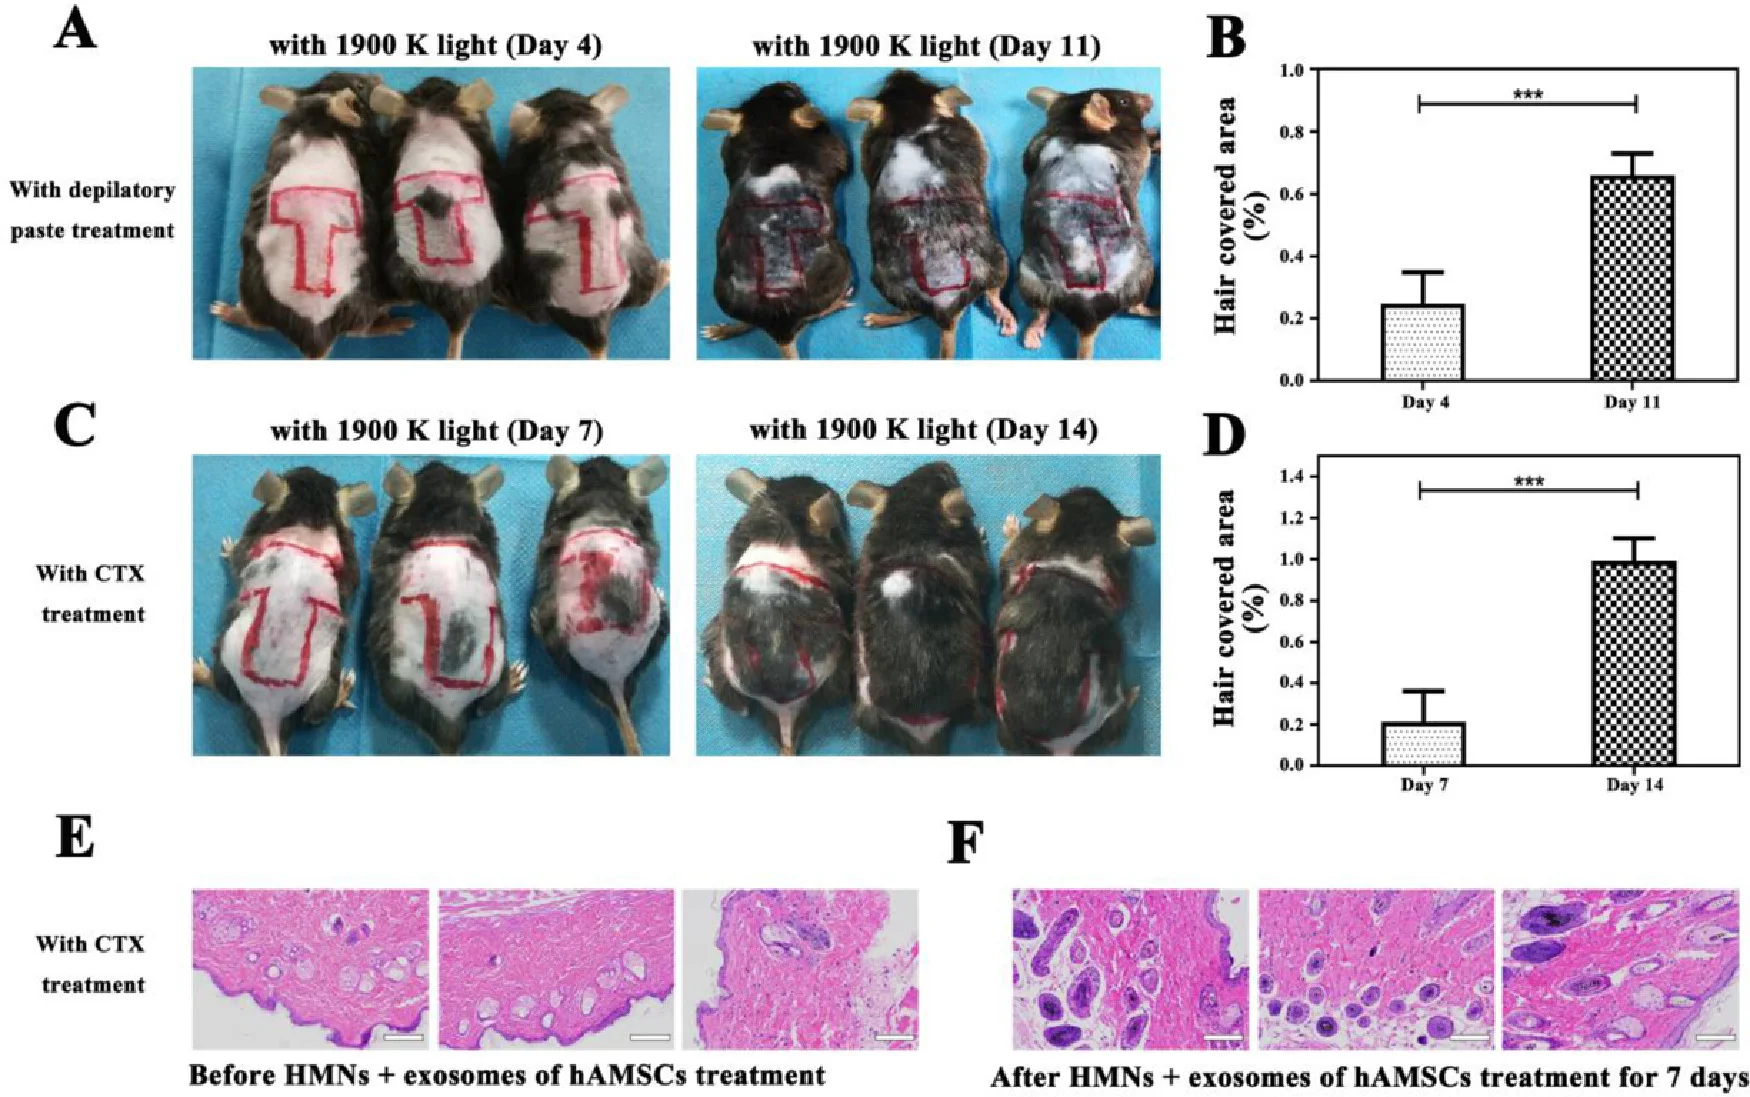 A
with 1900 K light (Day 4)
with 1900 K light (Day 11)
With depilatory
paste treatment
B
Hair covered area
(%)
1.0
0.8
0.6
0.4
0.2
0.0
***
Day 4
Day 11
C
with 1900 K light (Day 7)
with 1900 K light (Day 14)
With CTX
treatment
D
Hair covered area
(%)
1.4
1.2
1.0
0.8
0.6
0.4
0.2
0.0
***
Day 7
Day 14
E
With CTX
treatment
Before HMNs + exosomes of hAMSCs treatment
F
After HMNs + exosomes of hAMSCs treatment for 7 days